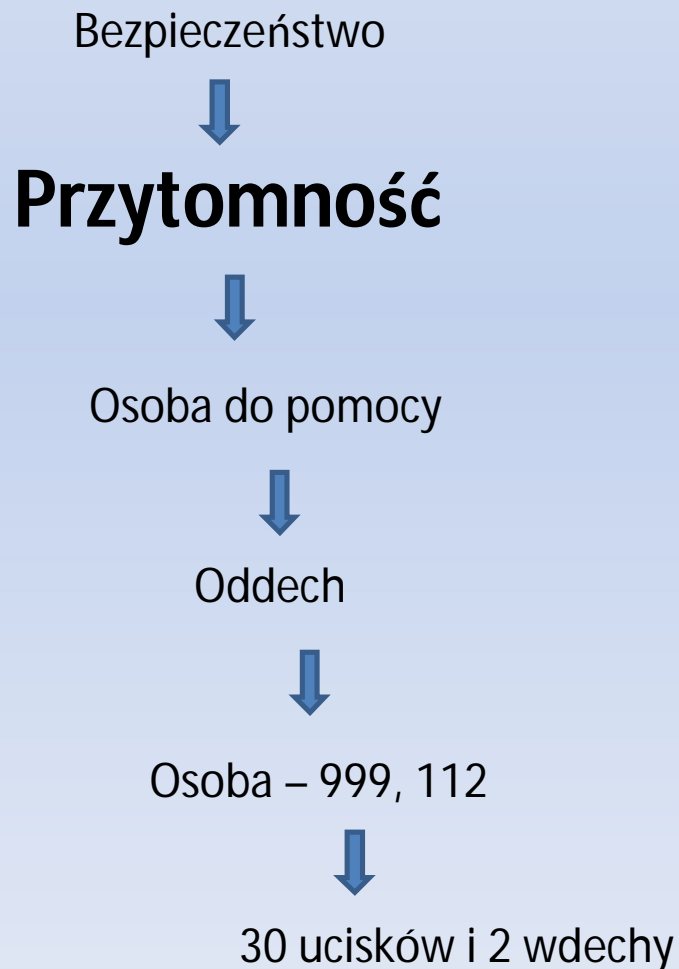 Bezpieczeństwo
Przytomność
Osoba do pomocy
Oddech
Osoba – 999, 112
30 ucisków i 2 wdechy